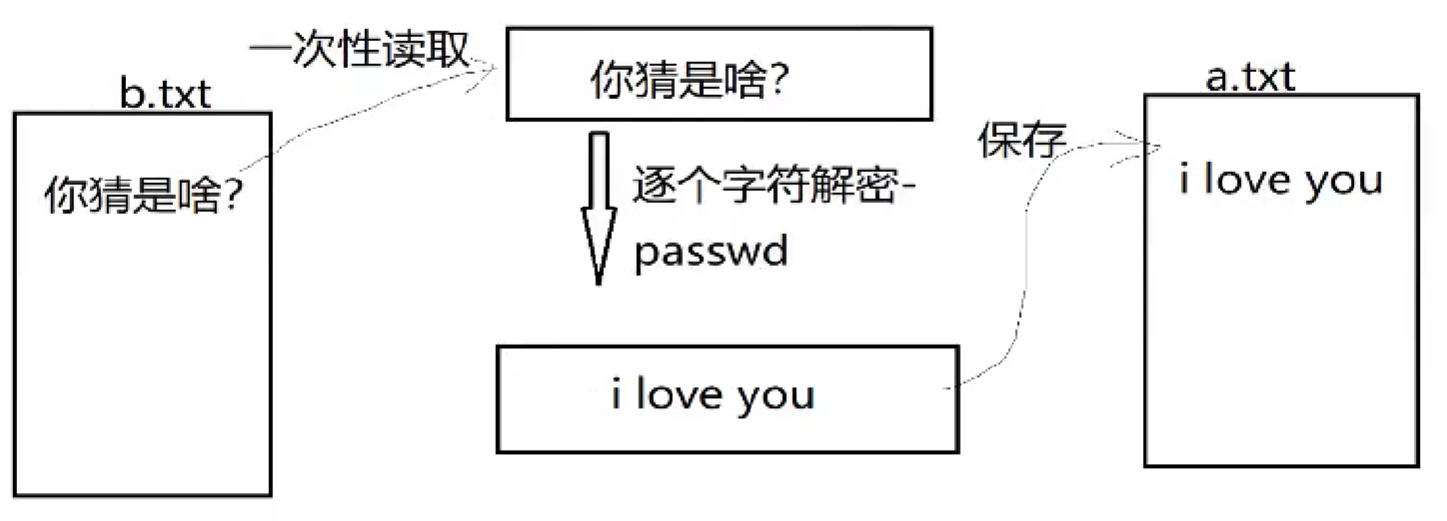 b.txt
你猜是啥?
一次性读取
你猜是啥?
逐个字符解密-
passwd
i love you
保存
a.txt
i love you